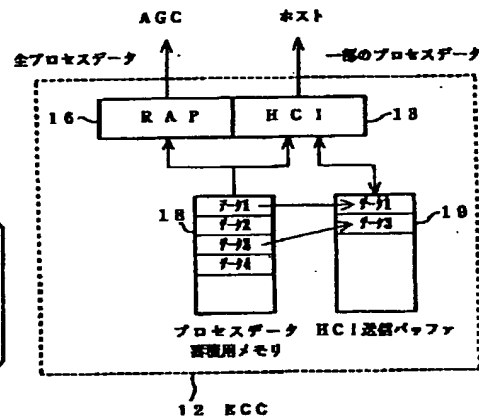 AGC ホスト
全プロセスデータ 一部のプロセスデータ
16 RAP HCI 13
18 データ1 データ1 19
データ2 データ3
データ3
データ4
プロセスデータ HCI送信バッファ
蓄積用メモリ
12 ECC